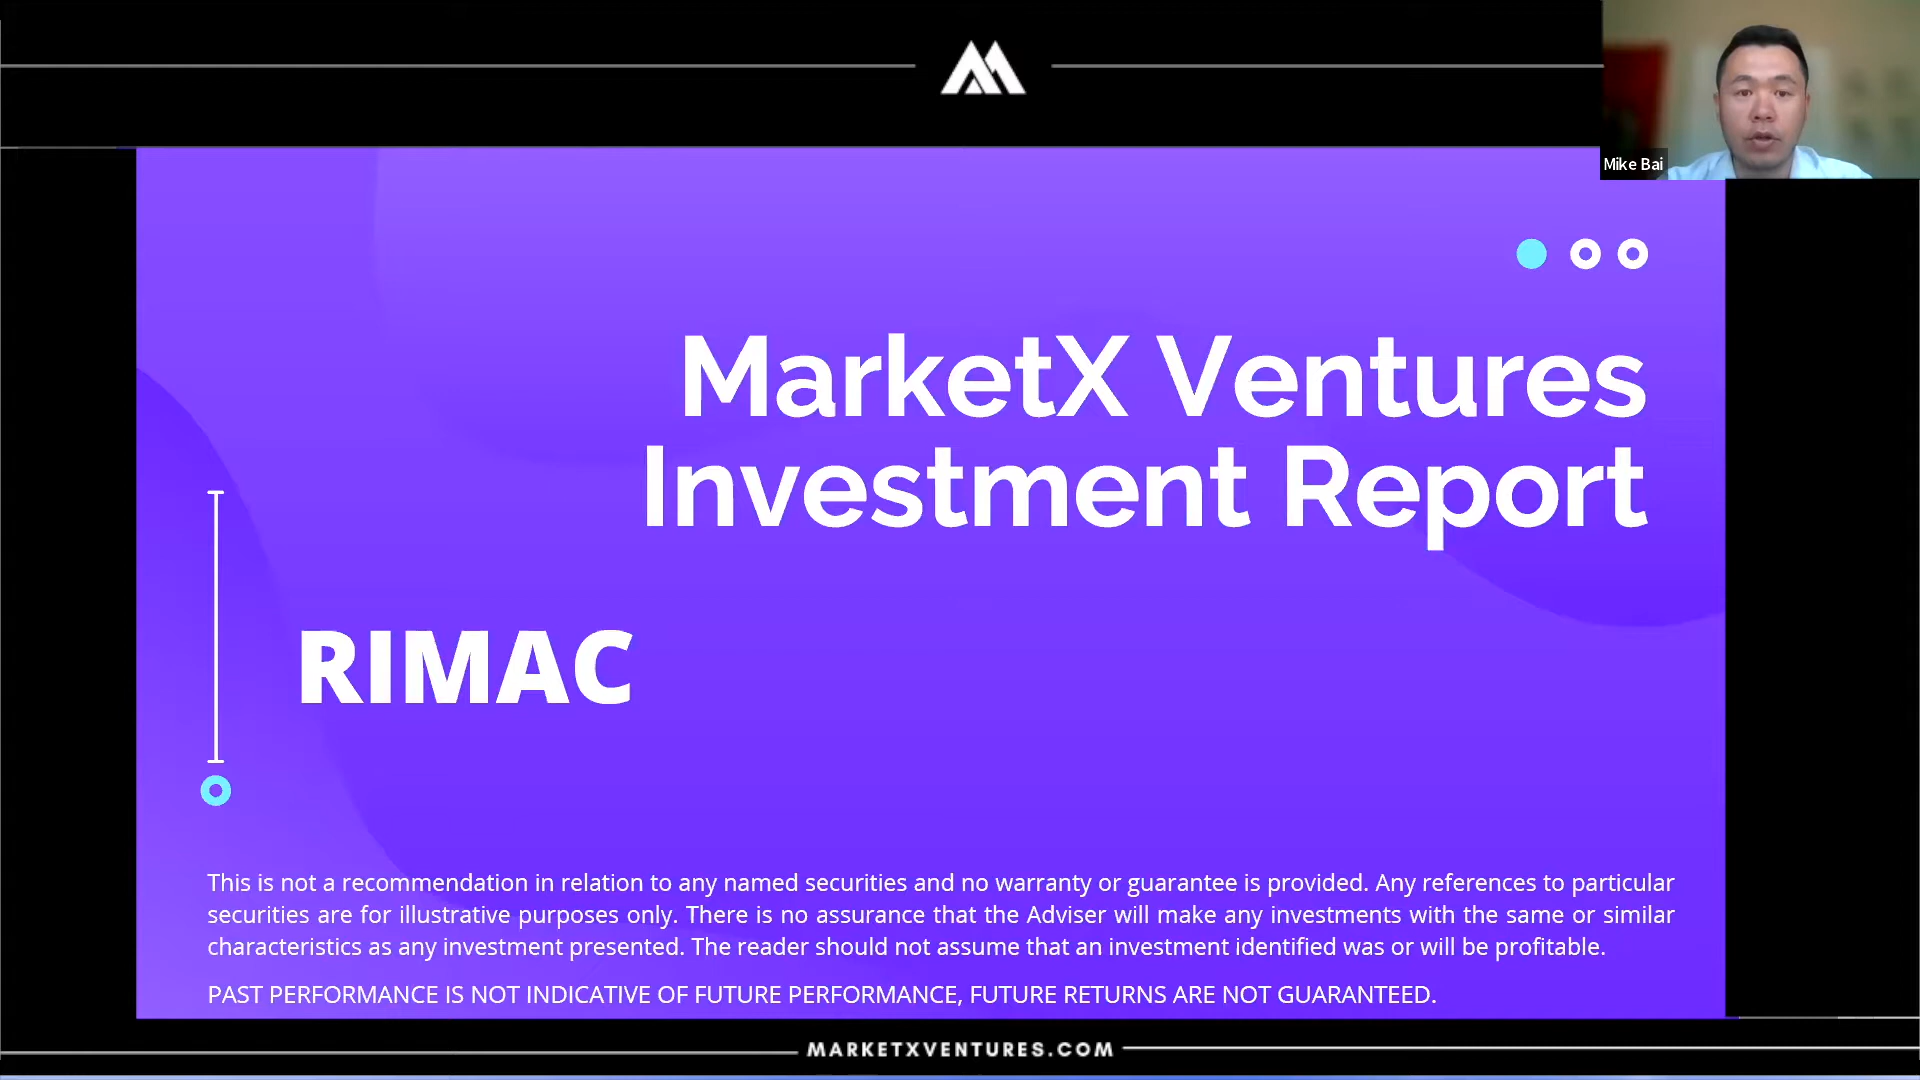 Mike Bai
MarketX Ventures
Investment Report
RIMAC
This is not a recommendation in relation to any named securities and no warranty or guarantee is provided. Any references to particular
securities are for illustrative purposes only. There is no assurance that the Adviser will make any investments with the same or similar
characteristics as any investment presented. The reader should not assume that an investment identified was or will be profitable.
PAST PERFORMANCE IS NOT INDICATIVE OF FUTURE PERFORMANCE, FUTURE RETURNS ARE NOT GUARANTEED.
MARKETXVENTURES.COM